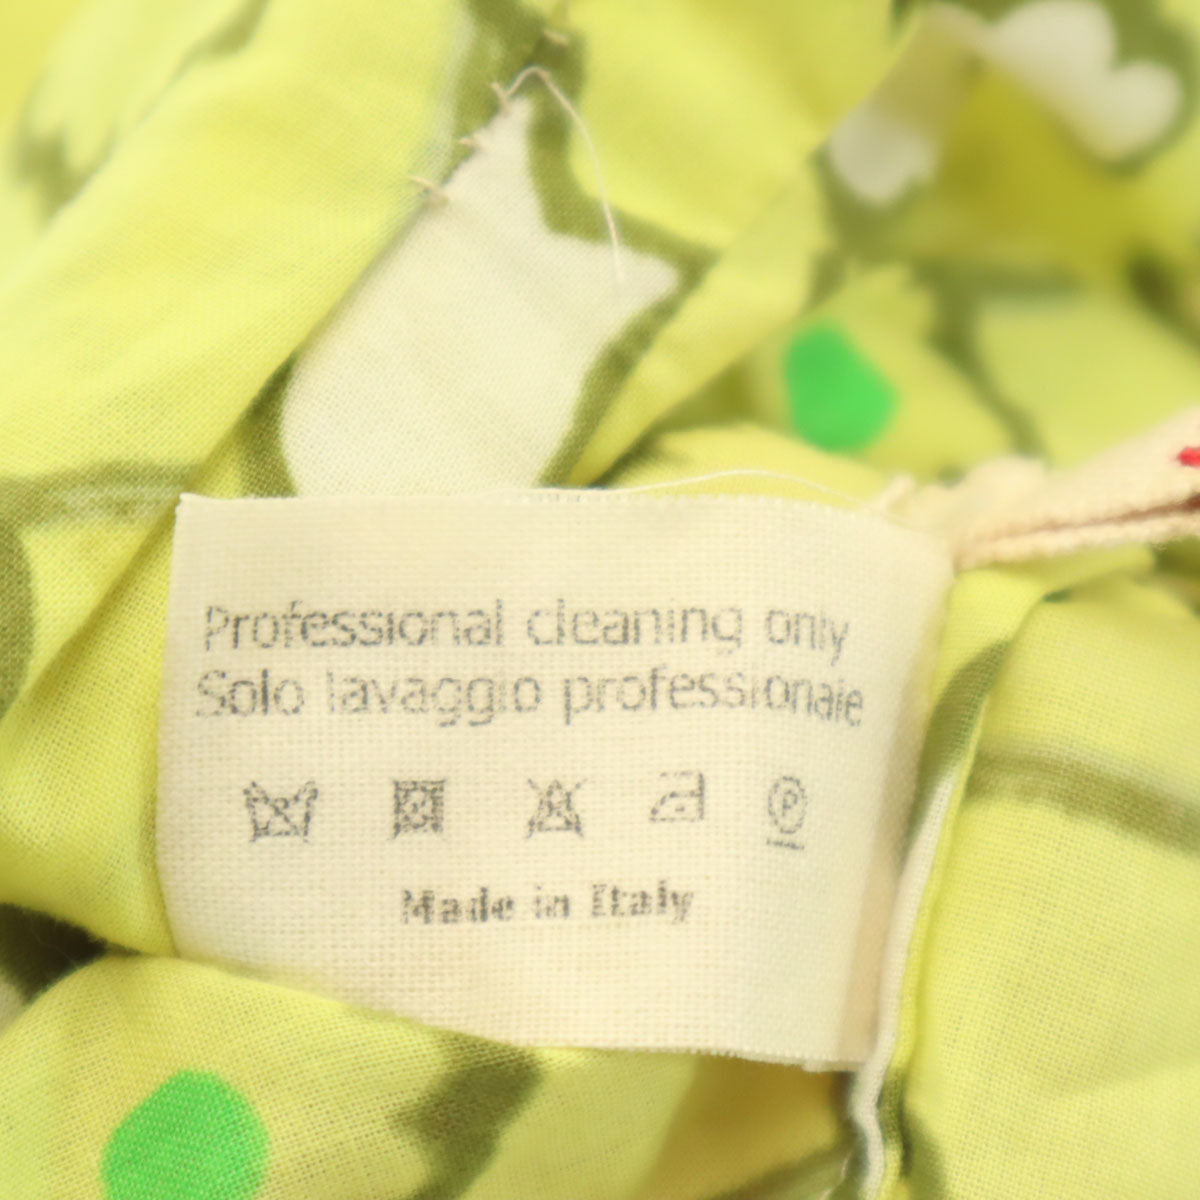 Professional cleaning only
Solo lavaggio professionale
P
Made in Italy